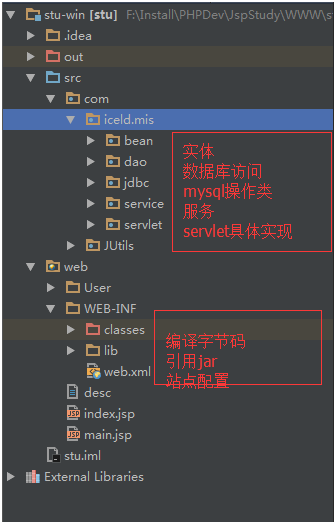 stu-win [stu] F:\Install\PHPDev\JspStudy\WWW\s
.idea
out
src
com
iceld.mis
bean
dao
jdbc
service
servlet
JUtils
实体
数据库访问
mysql操作类
服务
servlet具体实现
web
User
WEB-INF
classes
lib
web.xml
编译字节码
引用jar
站点配置
desc
index.jsp
main.jsp
stu.iml
External Libraries